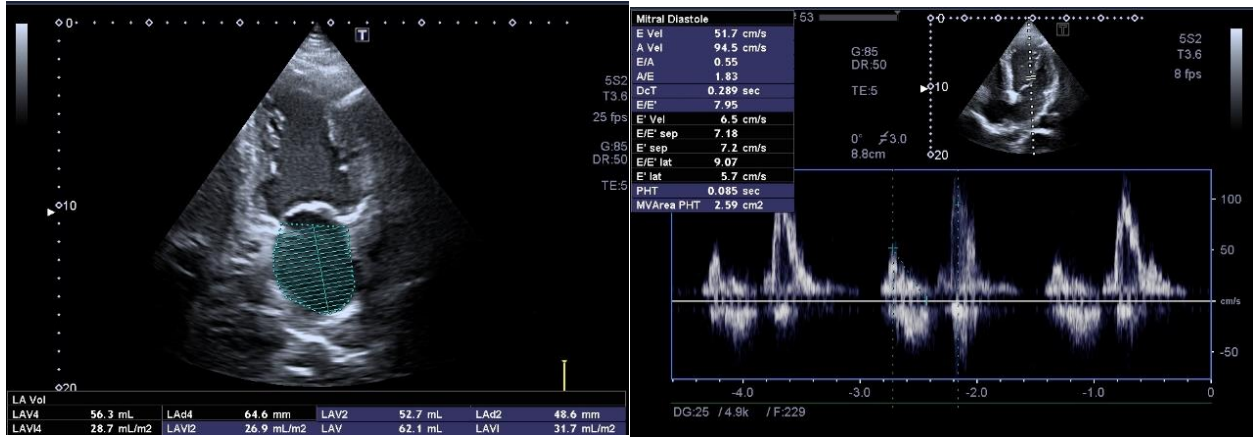 0
T
5S2
T3.6
25 fps
G:85
DR:50
TE:5
10
20
LA Vol
LAV4 56.3 mL LAd4 64.6 mm LAV2 52.7 mL LAd2 48.6 mm
LAVI4 28.7 mL/m2 LAVI2 26.9 mL/m2 LAV 62.1 mL LAVI 31.7 mL/m2
Mitral Diastole
E Vel 51.7 cm/s
A Vel 94.5 cm/s
E/A 0.55
A/E 1.83
DcT 0.289 sec
E/E' 7.95
E' Vel 6.5 cm/s
E/E' sep 7.18
E' sep 7.2 cm/s
E/E' lat 9.07
E' lat 5.7 cm/s
PHT 0.085 sec
MVArea PHT 2.59 cm2
53
G:85
DR:50
TE:5
0° 3.0
8.8cm
0
10
20
T
5S2
T3.6
8 fps
100
50
cm/s
-50
-4.0 -3.0 -2.0 -1.0 0
DG:25 / 4.9k / F:229